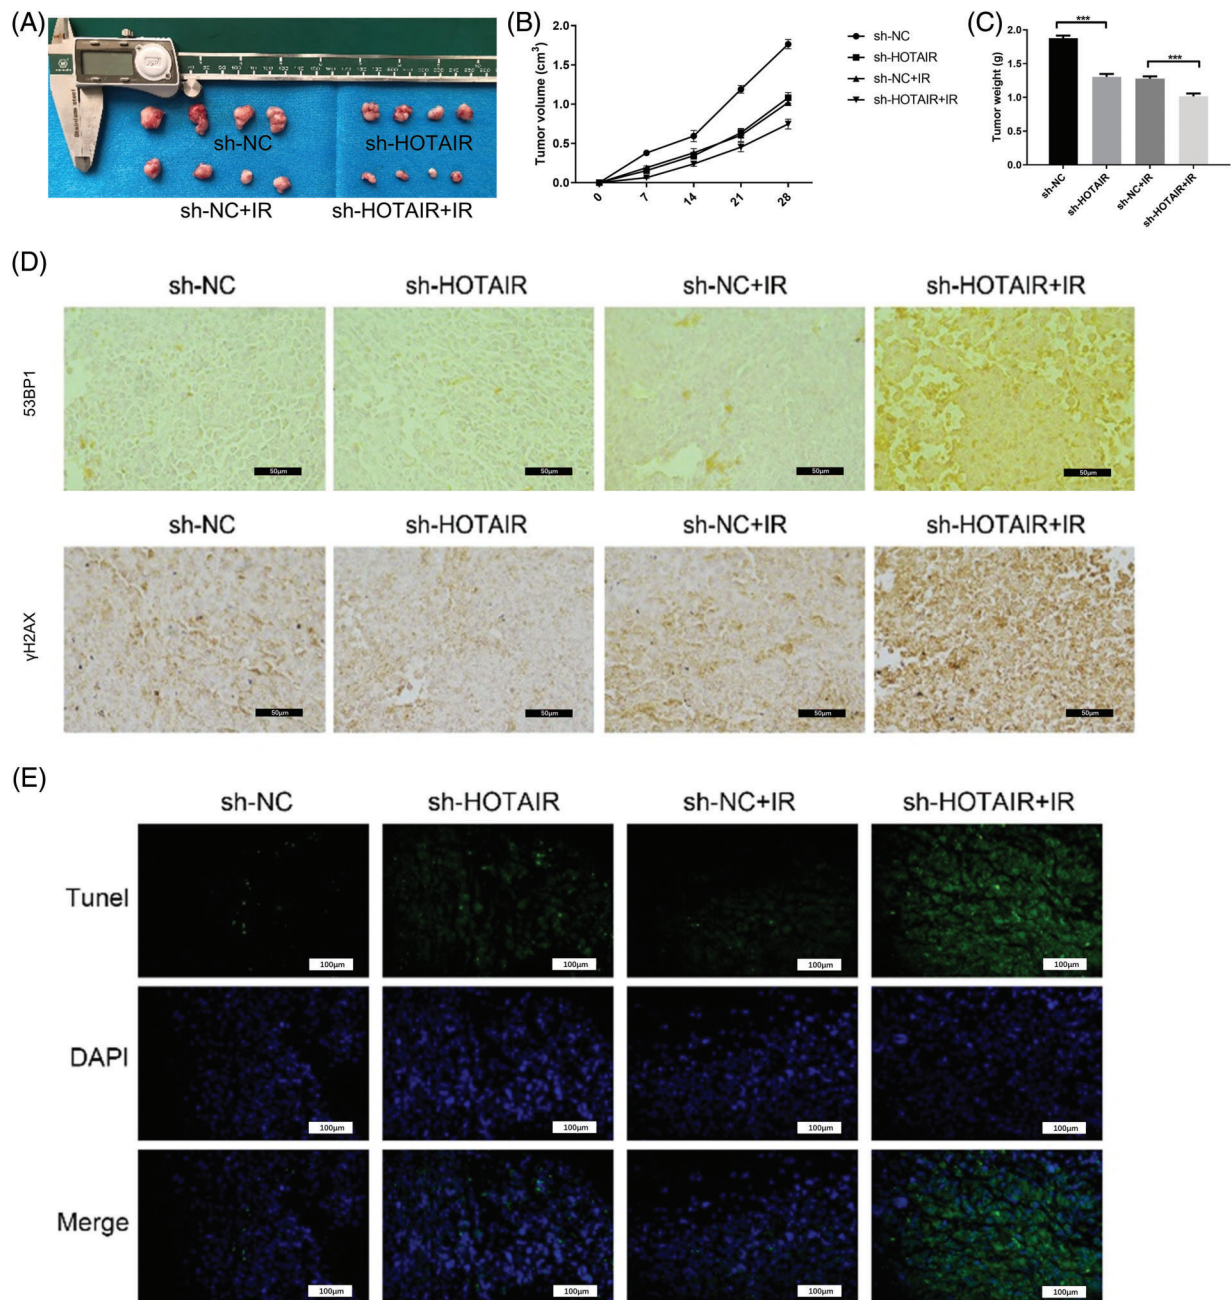 (A)
sh-NC
sh-HOTAIR
sh-NC+IR
sh-HOTAIR+IR
(B)
Tumor volume (cm³)
2.0
1.5
1.0
0.5
0.0
0 7 14 21 28
sh-NC
sh-HOTAIR
sh-NC+IR
sh-HOTAIR+IR
(C)
Tumor weight (g)
2.0
1.5
1.0
0.5
0.0
***
***
sh-NC
sh-HOTAIR
sh-NC+IR
sh-HOTAIR+IR
(D)
sh-NC sh-HOTAIR sh-NC+IR sh-HOTAIR+IR
53BP1
50μm 50μm 50μm 50μm
sh-NC sh-HOTAIR sh-NC+IR sh-HOTAIR+IR
γH2AX
50μm 50μm 50μm 50μm
(E)
sh-NC sh-HOTAIR sh-NC+IR sh-HOTAIR+IR
Tunel
100μm 100μm 100μm 100μm
DAPI
100μm 100μm 100μm 100μm
Merge
100μm 100μm 100μm 100μm